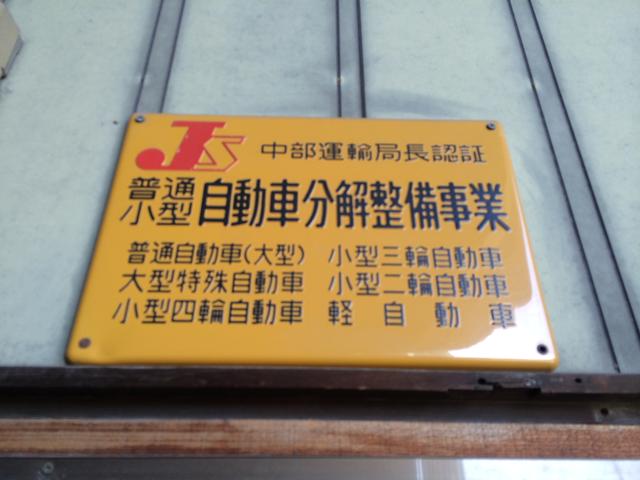 JS 中部運輸局長認証
普通
小型 自動車分解整備事業
普通自動車(大型) 小型三輪自動車
大型特殊自動車 小型二輪自動車
小型四輪自動車 軽自動車